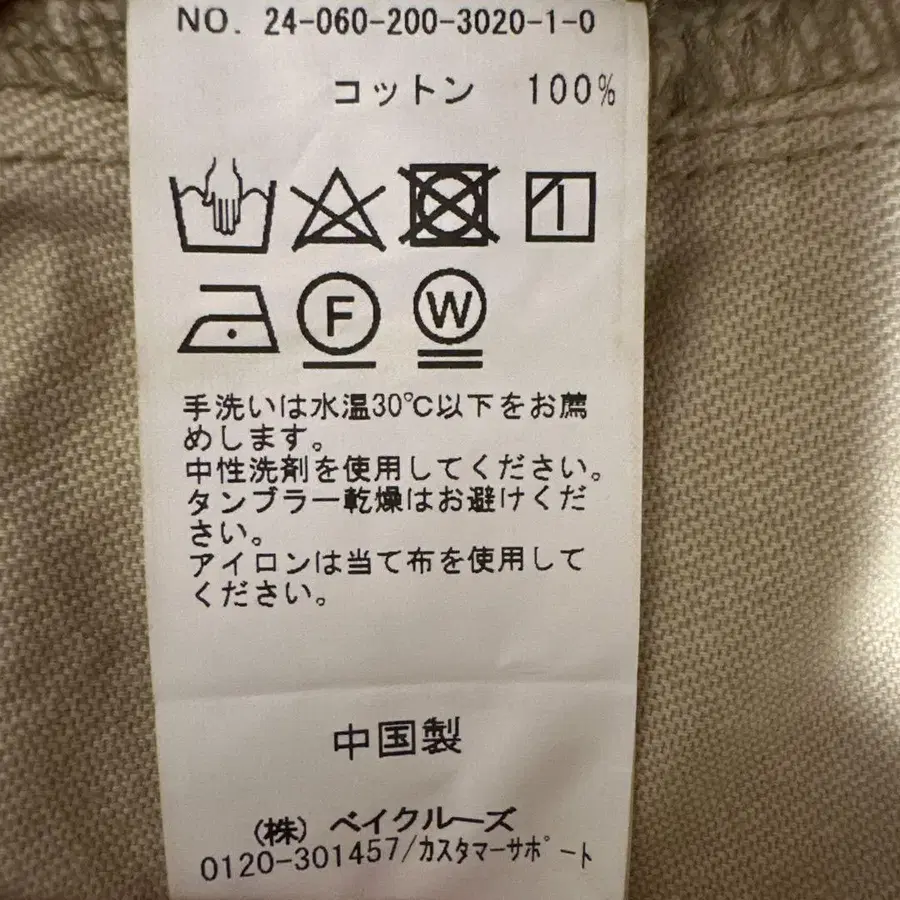 NO. 24-060-200-3020-1-0
コットン 100%
F
W
手洗いは水温30℃以下をお薦
めします。
中性洗剤を使用してください。
タンブラー乾燥はお避けくだ
さい。
アイロンは当て布を使用して
ください。
中国製
(株) ベイクルーズ
0120-301457/カスタマーサポート